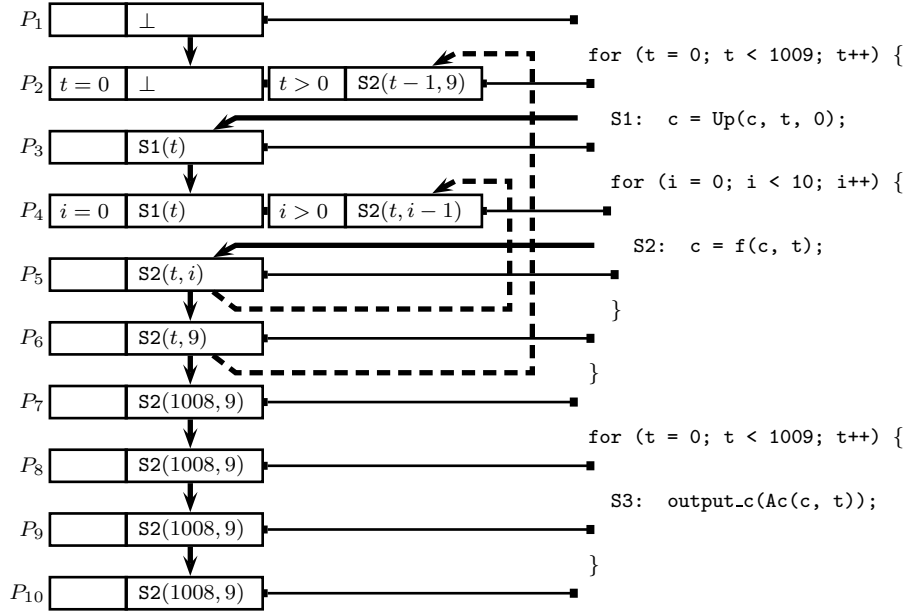 P1 ⊥
for (t = 0; t < 1009; t++) {
P2 t = 0 ⊥ t > 0 S2(t−1, 9)
S1: c = Up(c, t, 0);
P3 S1(t)
for (i = 0; i < 10; i++) {
P4 i = 0 S1(t) i > 0 S2(t, i−1)
S2: c = f(c, t);
P5 S2(t, i)
}
P6 S2(t, 9)
}
P7 S2(1008, 9)
for (t = 0; t < 1009; t++) {
P8 S2(1008, 9)
S3: output_c(Ac(c, t));
P9 S2(1008, 9)
}
P10 S2(1008, 9)